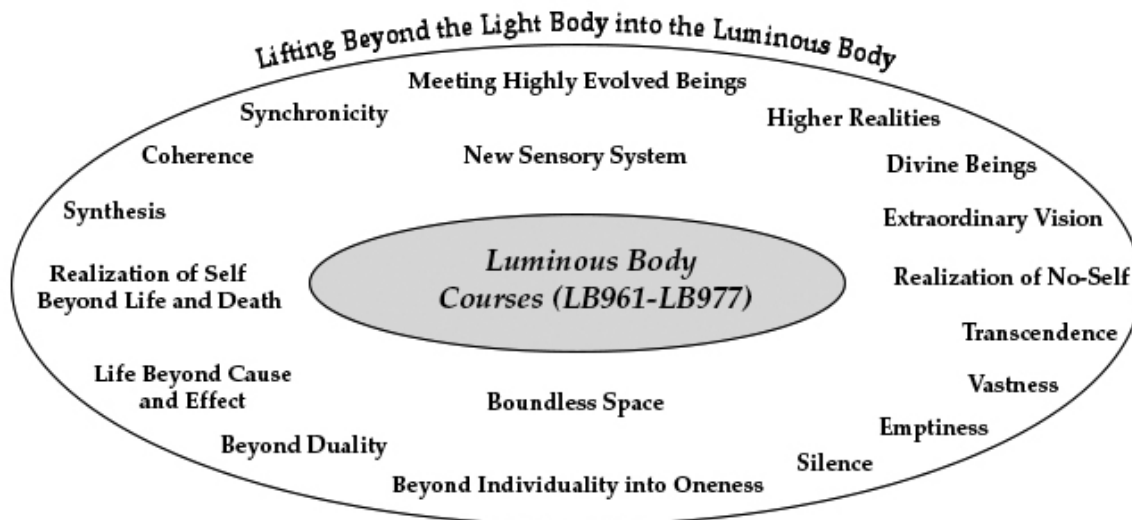 Lifting Beyond the Light Body into the Luminous Body
Meeting Highly Evolved Beings
Synchronicity
Higher Realities
Coherence
New Sensory System
Divine Beings
Synthesis
Extraordinary Vision
Luminous Body
Courses (LB961-LB977)
Realization of Self
Beyond Life and Death
Realization of No-Self
Transcendence
Life Beyond Cause
and Effect
Vastness
Boundless Space
Emptiness
Beyond Duality
Silence
Beyond Individuality into Oneness